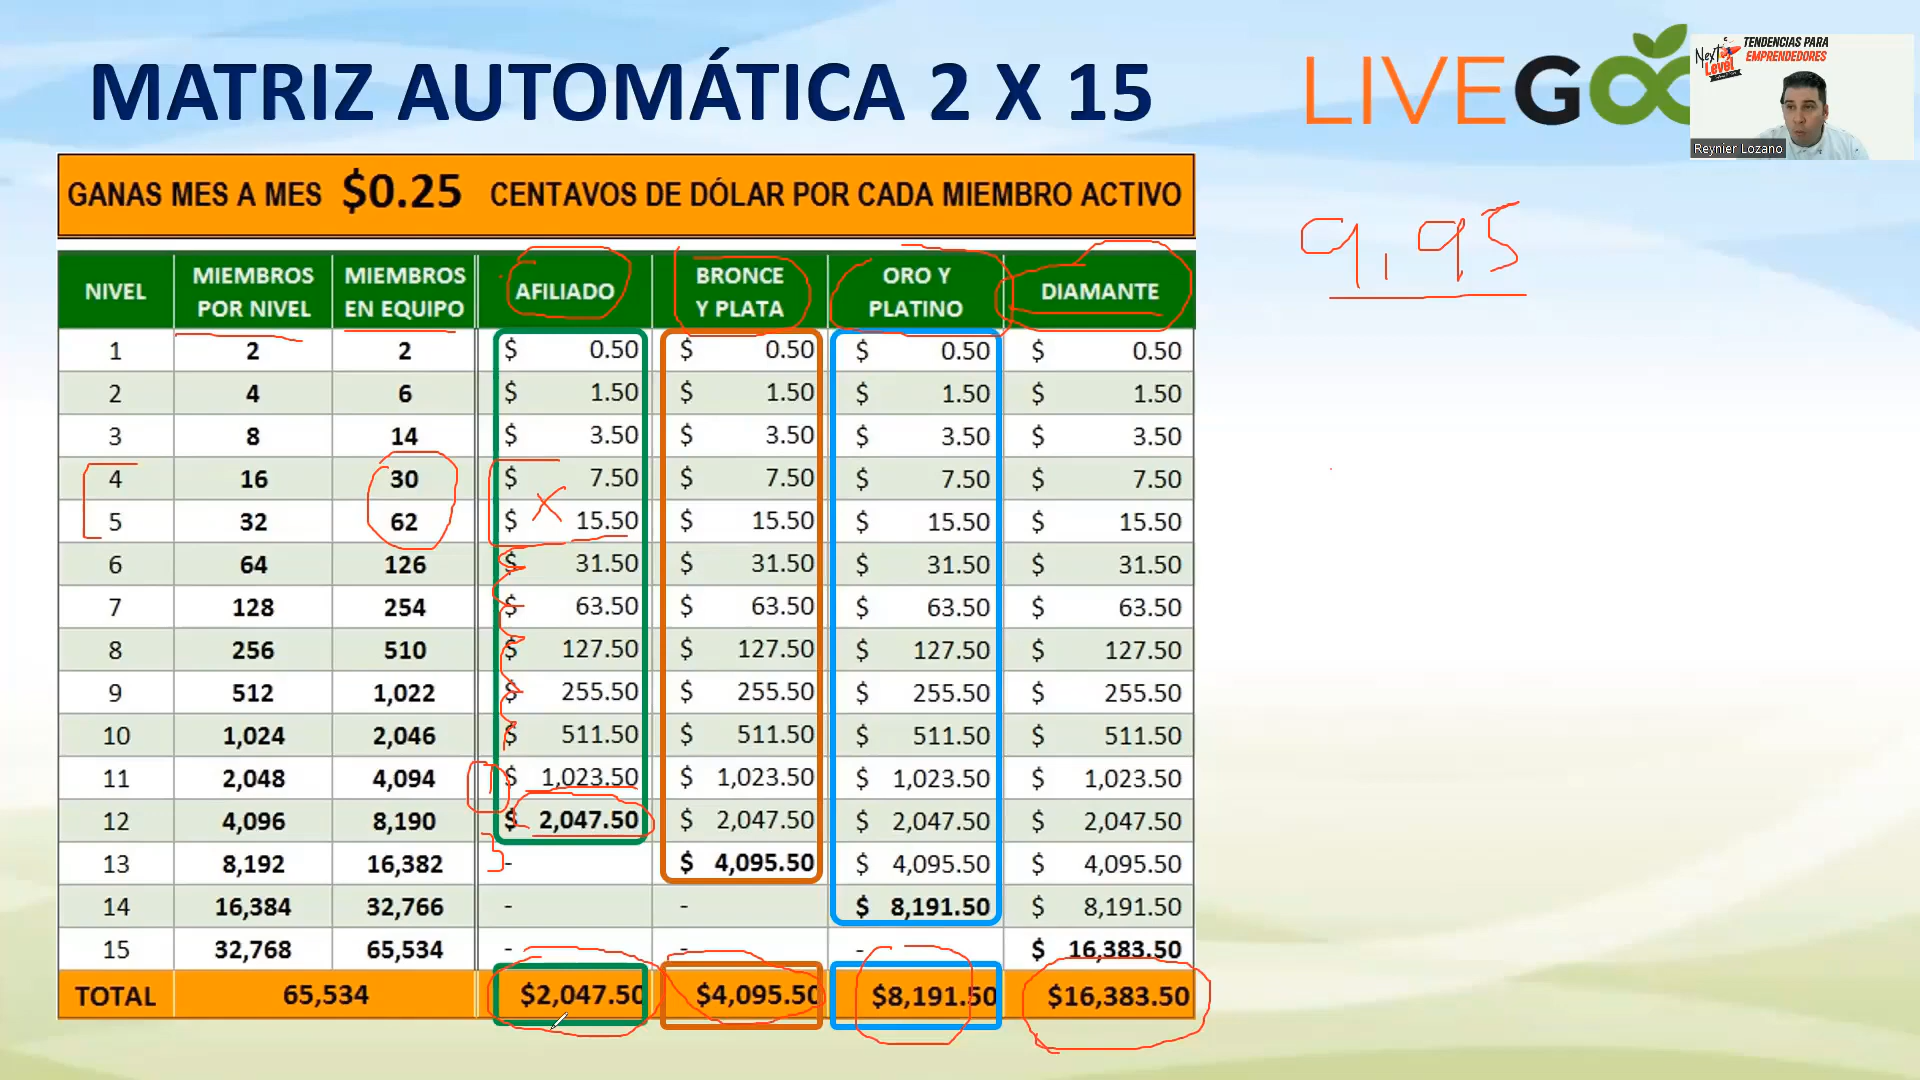 MATRIZ AUTOMÁTICA 2 X 15
LIVEGOO
Next Level
TENDENCIAS PARA
EMPRENDEDORES
Reynier Lozano
GANAS MES A MES $0.25 CENTAVOS DE DÓLAR POR CADA MIEMBRO ACTIVO
9,95
NIVEL MIEMBROS POR NIVEL MIEMBROS EN EQUIPO AFILIADO BRONCE Y PLATA ORO Y PLATINO DIAMANTE
1 2 2 $ 0.50 $ 0.50 $ 0.50 $ 0.50
2 4 6 $ 1.50 $ 1.50 $ 1.50 $ 1.50
3 8 14 $ 3.50 $ 3.50 $ 3.50 $ 3.50
4 16 30 $ 7.50 $ 7.50 $ 7.50 $ 7.50
5 32 62 $ 15.50 $ 15.50 $ 15.50 $ 15.50
6 64 126 $ 31.50 $ 31.50 $ 31.50 $ 31.50
7 128 254 $ 63.50 $ 63.50 $ 63.50 $ 63.50
8 256 510 $ 127.50 $ 127.50 $ 127.50 $ 127.50
9 512 1,022 $ 255.50 $ 255.50 $ 255.50 $ 255.50
10 1,024 2,046 $ 511.50 $ 511.50 $ 511.50 $ 511.50
11 2,048 4,094 $ 1,023.50 $ 1,023.50 $ 1,023.50 $ 1,023.50
12 4,096 8,190 $ 2,047.50 $ 2,047.50 $ 2,047.50 $ 2,047.50
13 8,192 16,382 - $ 4,095.50 $ 4,095.50 $ 4,095.50
14 16,384 32,766 - - $ 8,191.50 $ 8,191.50
15 32,768 65,534 - - - $ 16,383.50
TOTAL 65,534 $2,047.50 $4,095.50 $8,191.50 $16,383.50